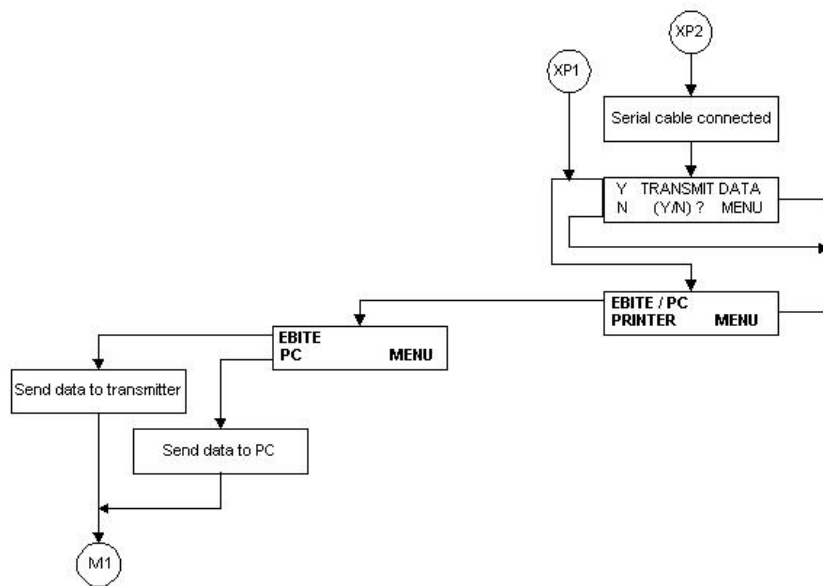 XP2
XP1
Serial cable connected
Y TRANSMIT DATA
N (Y/N) ? MENU
EBITE / PC
PRINTER MENU
EBITE
PC MENU
Send data to transmitter
Send data to PC
M1